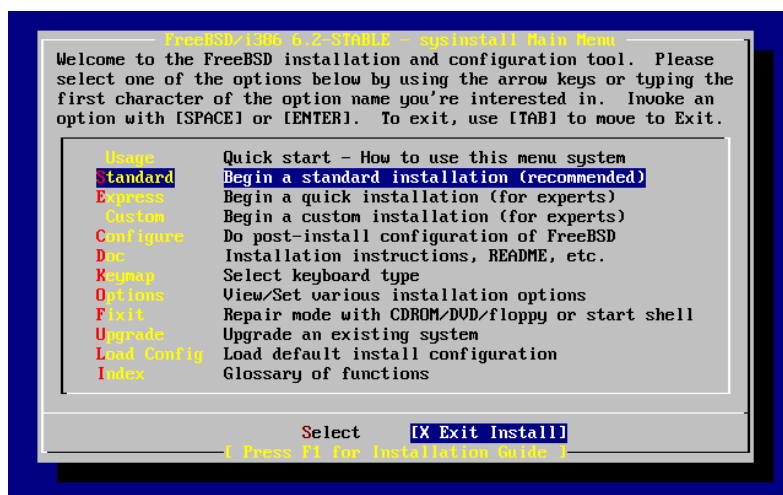 FreeBSD/i386 6.2-STABLE - sysinstall Main Menu
Welcome to the FreeBSD installation and configuration tool.  Please
select one of the options below by using the arrow keys or typing the
first character of the option name you're interested in.  Invoke an
option with [SPACE] or [ENTER].  To exit, use [TAB] to move to Exit.
Usage Quick start - How to use this menu system
Standard Begin a standard installation (recommended)
Express Begin a quick installation (for experts)
Custom Begin a custom installation (for experts)
Configure Do post-install configuration of FreeBSD
Doc Installation instructions, README, etc.
Keymap Select keyboard type
Options View/Set various installation options
Fixit Repair mode with CDROM/DVD/floppy or start shell
Upgrade Upgrade an existing system
Load Config Load default install configuration
Index Glossary of functions
Select [X Exit Install]
[ Press F1 for Installation Guide ]